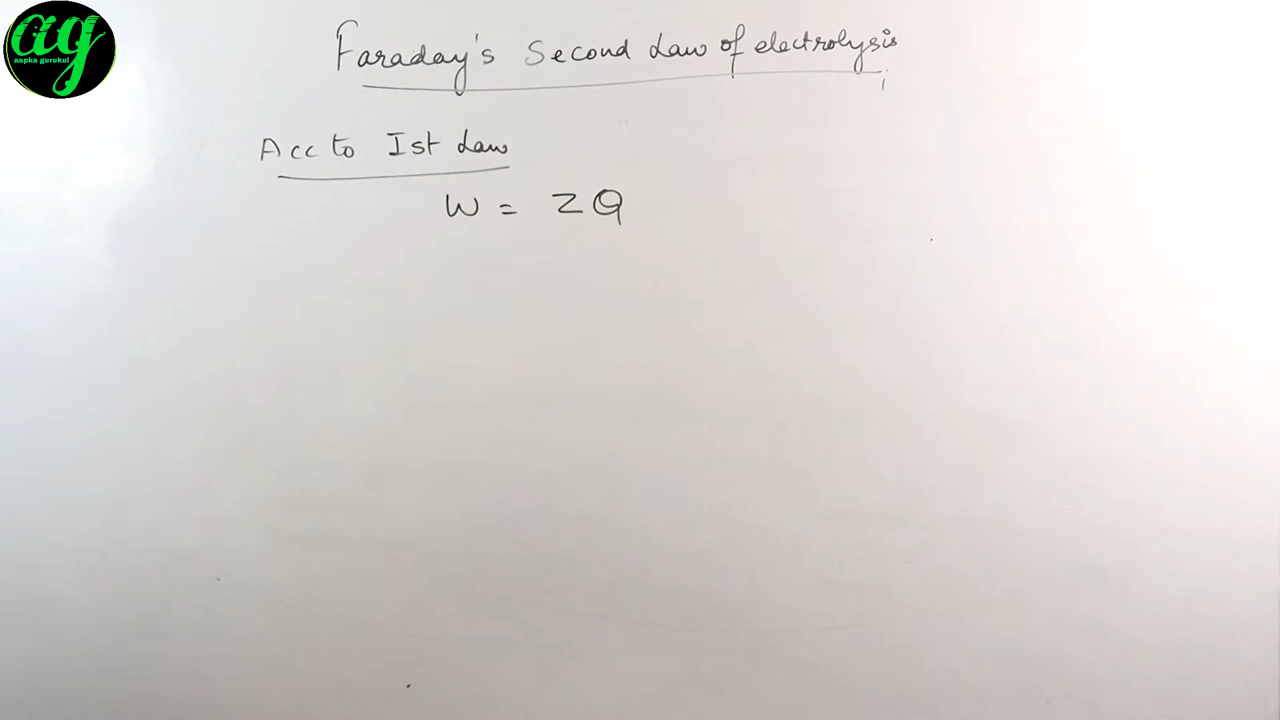 ag
aapka gurukul
Faraday's Second Law of electrolysis
Acc to Ist Law
W = ZQ